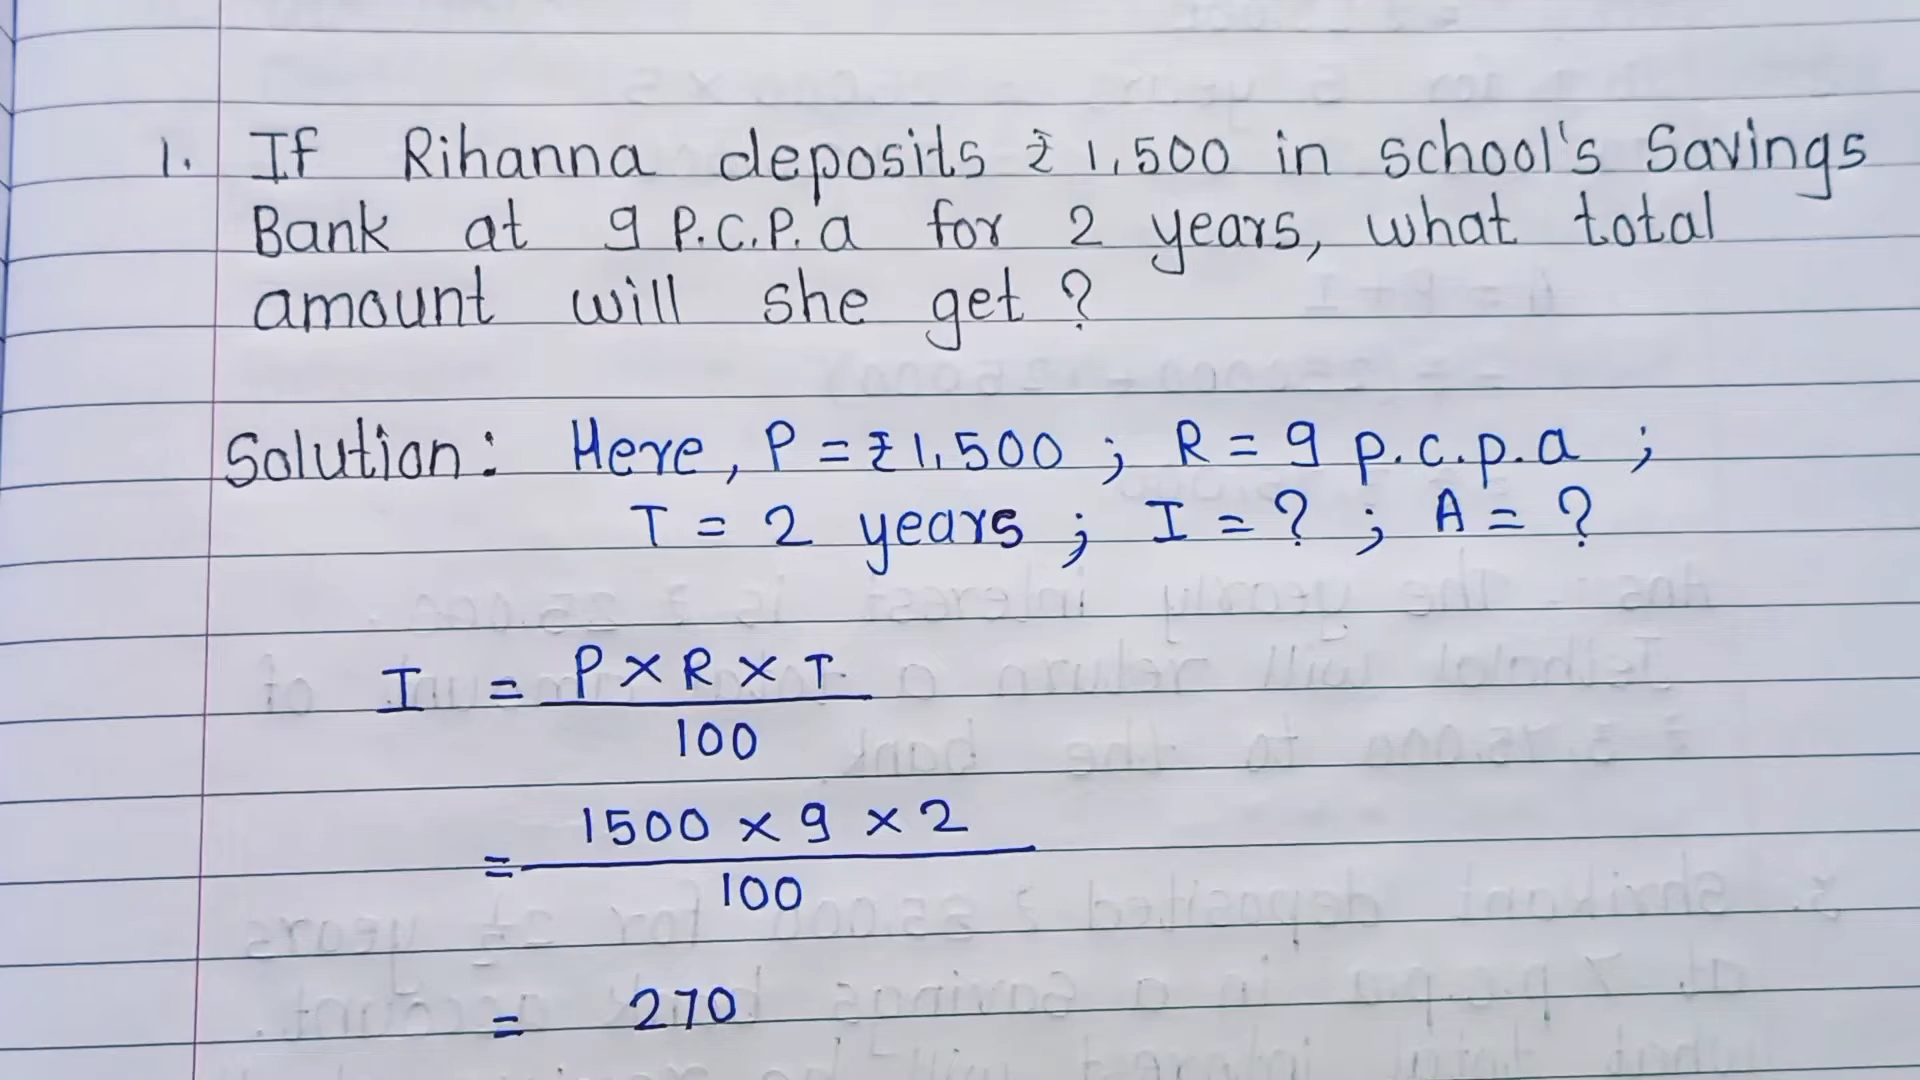 1. If Rihanna deposits ₹ 1,500 in school's Savings
Bank at 9 P.C.P.a for 2 years, what total
amount will she get ?
Solution: Here, P = ₹1,500 ; R = 9 p.c.p.a ;
T = 2 years ; I = ? ; A = ?
I = P × R × T
100
= 1500 × 9 × 2
100
= 270